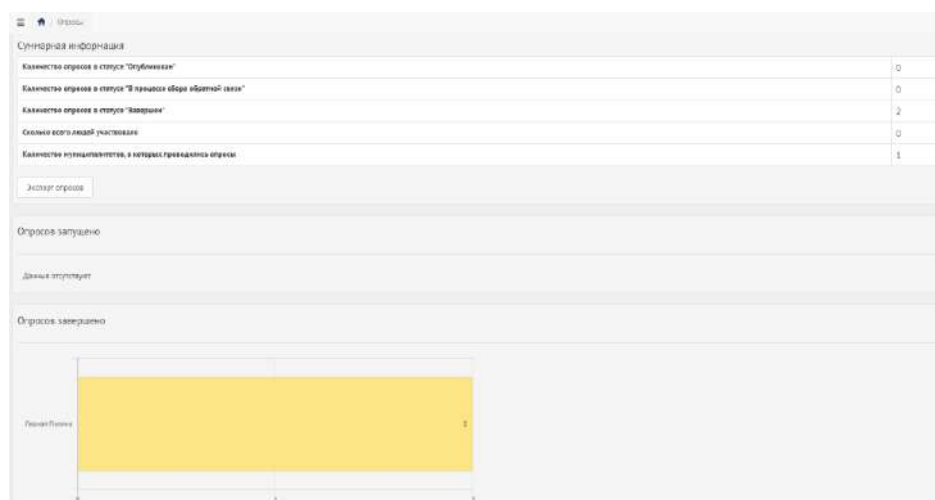 Опросы
Суммарная информация
Количество опросов в статусе "Опубликован"
0
Количество опросов в статусе "В процессе сбора обратной связи"
0
Количество опросов в статусе "Завершен"
2
Сколько всего людей участвовало
0
Количество муниципалитетов, в которых проводились опросы
1
Экспорт опросов
Опросов запущено
Данные отсутствуют
Опросов завершено